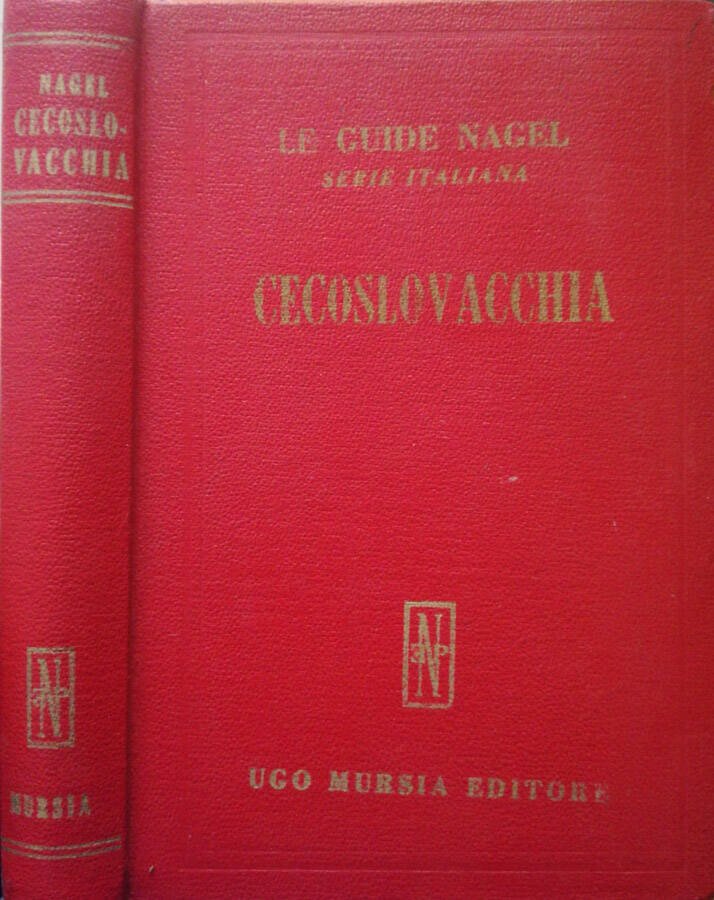 NAGEL
CECOSLO-
VACCHIA
MURSIA
LE GUIDE NAGEL
SERIE ITALIANA
CECOSLOVACCHIA
UGO MURSIA EDITORE